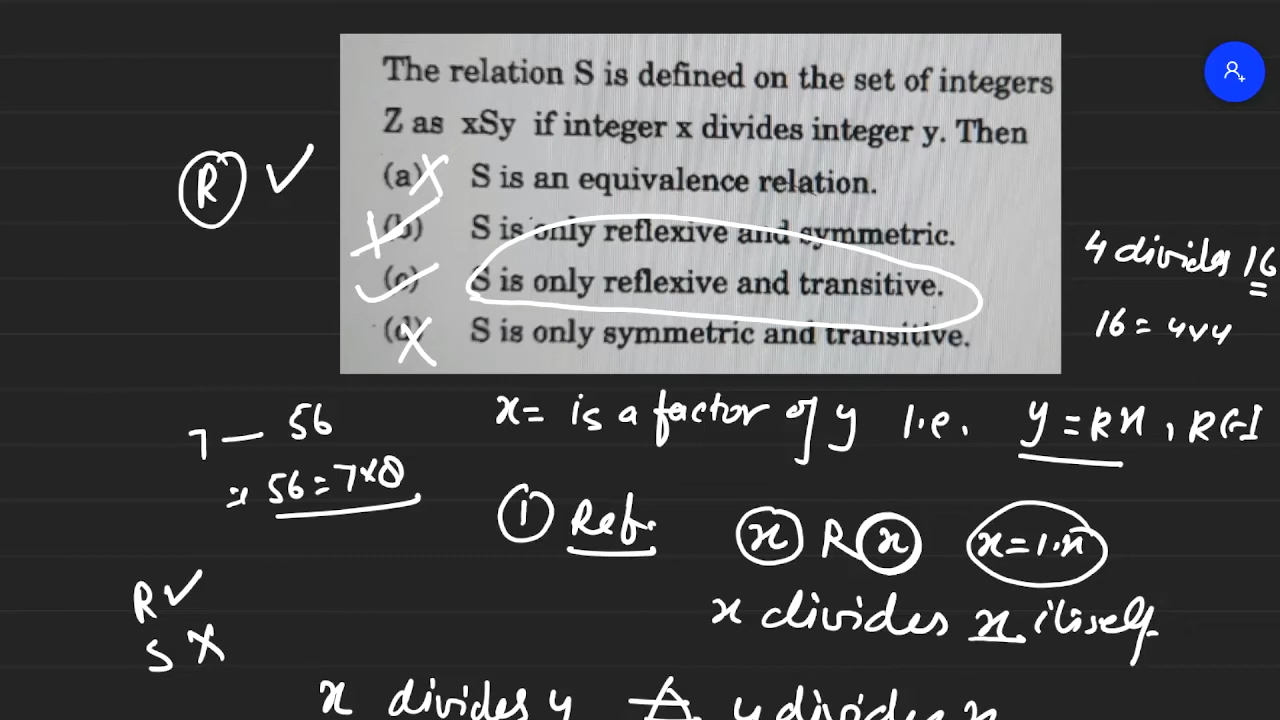 The relation S is defined on the set of integers
Z as xSy if integer x divides integer y. Then
(a) S is an equivalence relation.
(b) S is only reflexive and symmetric.
(c) S is only reflexive and transitive.
(d) S is only symmetric and transitive.
R ✓
4 divides 16
16 = 4×4
x= is a factor of y i.e. y = kx, k∈I
7 — 56
⇒ 56 = 7×8
① Ref. x R x x=1·x
x divides x itself
R ✓
S X
x divides y y divides x